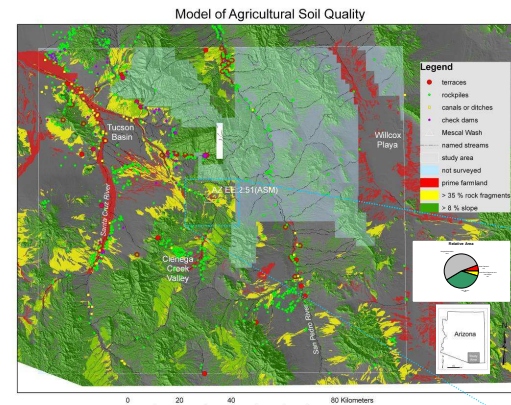 Model of Agricultural Soil Quality
Legend
terraces
rockpiles
canals or ditches
check dams
Mescal Wash
named streams
study area
not surveyed
prime farmland
> 35 % rock fragments
> 8 % slope
Tucson
Basin
Willcox
Playa
AZ EE:2:51(ASM)
Santa Cruz River
Cienega
Creek
Valley
San Pedro River
Relative Area
Arizona
0 20 40 80 Kilometers